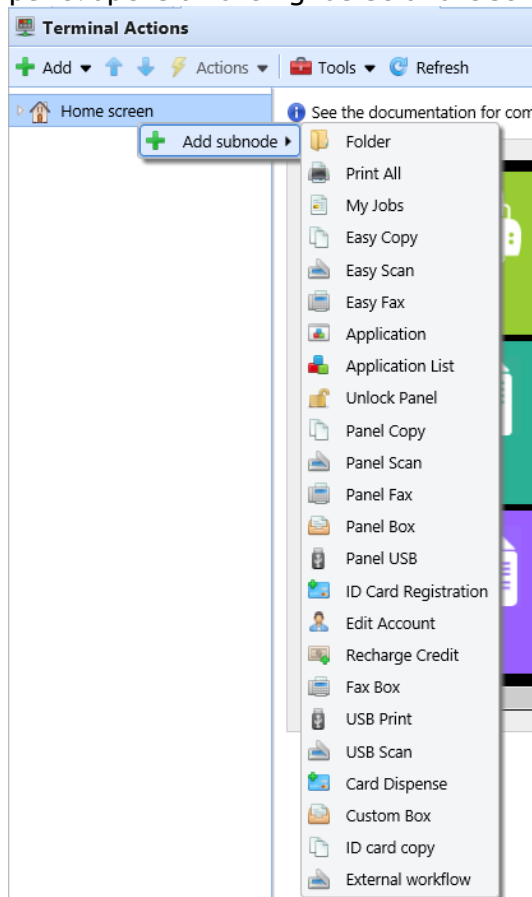 Terminal Actions
Add Actions Tools Refresh
Home screen
See the documentation for com
Add subnode
Folder
Print All
My Jobs
Easy Copy
Easy Scan
Easy Fax
Application
Application List
Unlock Panel
Panel Copy
Panel Scan
Panel Fax
Panel Box
Panel USB
ID Card Registration
Edit Account
Recharge Credit
Fax Box
USB Print
USB Scan
Card Dispense
Custom Box
ID card copy
External workflow